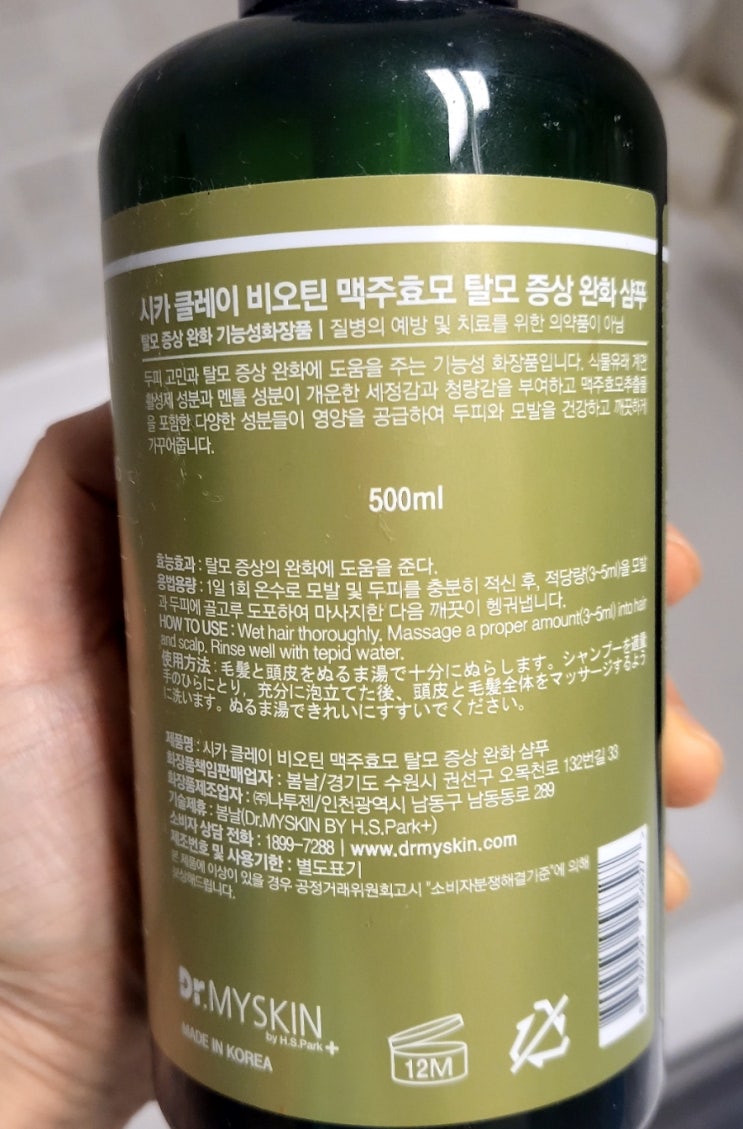 시카 클레이 비오틴 맥주효모 탈모 증상 완화 샴푸
탈모 증상 완화 기능성화장품 | 질병의 예방 및 치료를 위한 의약품이 아님
두피 고민과 탈모 증상 완화에 도움을 주는 기능성 화장품입니다. 식물유래 계면
활성제 성분과 멘톨 성분이 개운한 세정감과 청량감을 부여하고 맥주효모추출물
을 포함한 다양한 성분들이 영양을 공급하여 두피와 모발을 건강하고 깨끗하게
가꾸어줍니다.
500ml
효능효과 : 탈모 증상의 완화에 도움을 준다.
용법용량 : 1일 1회 온수로 모발 및 두피를 충분히 적신 후, 적당량(3~5ml)을 모발
과 두피에 골고루 도포하여 마사지한 다음 깨끗이 헹궈냅니다.
HOW TO USE : Wet hair thoroughly. Massage a proper amount(3~5ml) into hair
and scalp. Rinse well with tepid water.
使用方法 : 毛髪と頭皮をぬるま湯で十分にぬらします。シャンプーを適量
手のひらにとり、充分に泡立てた後、頭皮と毛髪全体をマッサージするよう
に洗います。ぬるま湯できれいにすすいでください。
제품명 : 시카 클레이 비오틴 맥주효모 탈모 증상 완화 샴푸
화장품책임판매업자 : 봄날/경기도 수원시 권선구 오목천로 132번길 33
화장품제조업자 : ㈜나투젠/인천광역시 남동구 남동동로 289
기술제휴 : 봄날(Dr.MYSKIN BY H.S.Park+)
소비자 상담 전화 : 1899-7288 | www.drmyskin.com
제조번호 및 사용기한 : 별도표기
본 제품에 이상이 있을 경우 공정거래위원회고시 "소비자분쟁해결기준"에 의해
보상해드립니다.
Dr.MYSKIN
by H.S.Park+
MADE IN KOREA
12M